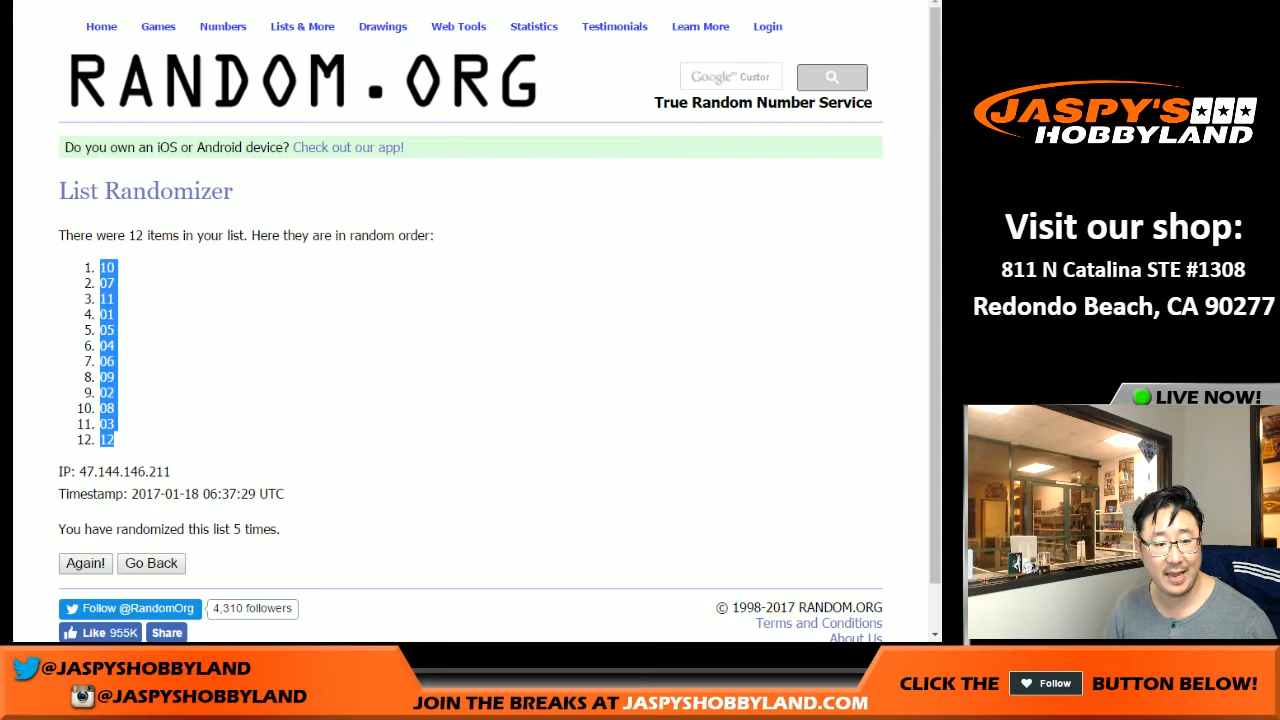 Home Games Numbers Lists & More Drawings Web Tools Statistics Testimonials Learn More Login
RANDOM.ORG
Google™ Custor
True Random Number Service
Do you own an iOS or Android device? Check out our app!
List Randomizer
There were 12 items in your list. Here they are in random order:
1. 10
2. 07
3. 11
4. 01
5. 05
6. 04
7. 06
8. 09
9. 02
10. 08
11. 03
12. 12
IP: 47.144.146.211
Timestamp: 2017-01-18 06:37:29 UTC
You have randomized this list 5 times.
Again! Go Back
Follow @RandomOrg 4,310 followers
Like 955K Share
© 1998-2017 RANDOM.ORG
Terms and Conditions
About Us
JASPY'S
HOBBYLAND
Visit our shop:
811 N Catalina STE #1308
Redondo Beach, CA 90277
LIVE NOW!
@JASPYSHOBBYLAND
@JASPYSHOBBYLAND
JOIN THE BREAKS AT JASPYSHOBBYLAND.COM
CLICK THE Follow BUTTON BELOW!